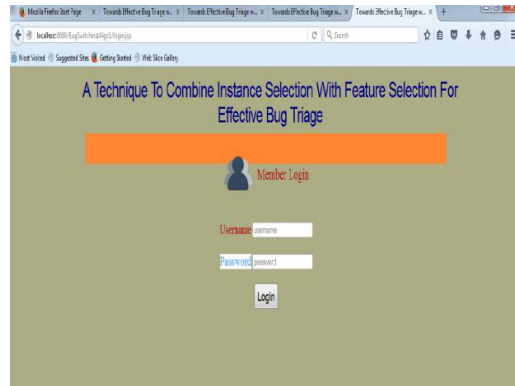 Mozilla Firefox Start Page
Towards Effective Bug Triage w...
Towards Effective Bug Triage w...
Towards Effective Bug Triage w...
Towards Effective Bug Triage w...
Search
Most Visited Suggested Sites Getting Started Web Slice Gallery
A Technique To Combine Instance Selection With Feature Selection For
Effective Bug Triage
Member Login
Username username
Password password
Login